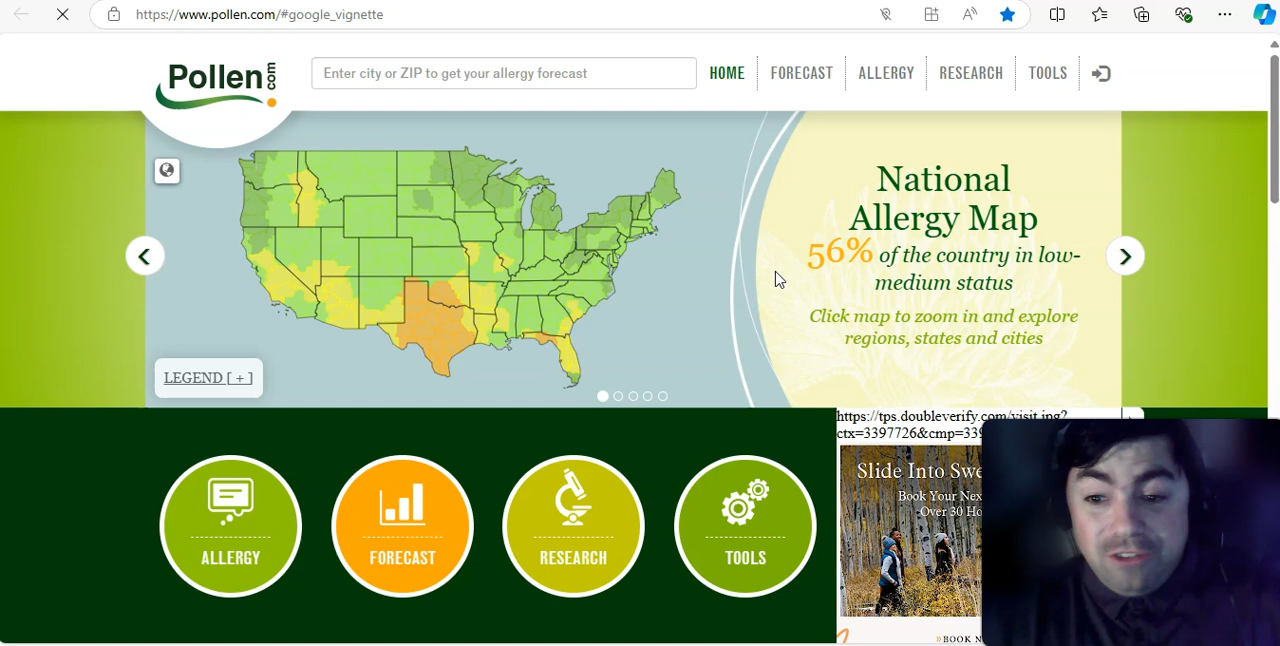 https://www.pollen.com/#google_vignette
Pollen.com
Enter city or ZIP to get your allergy forecast
HOME
FORECAST
ALLERGY
RESEARCH
TOOLS
National
Allergy Map
56% of the country in low-
medium status
Click map to zoom in and explore
regions, states and cities
LEGEND [ + ]
https://tps.doubleverify.com/visit.jpg?
ctx=3397726&cmp=339
Slide Into Swe
Book Your Nex
Over 30 Ho
ALLERGY
FORECAST
RESEARCH
TOOLS
»BOOK N